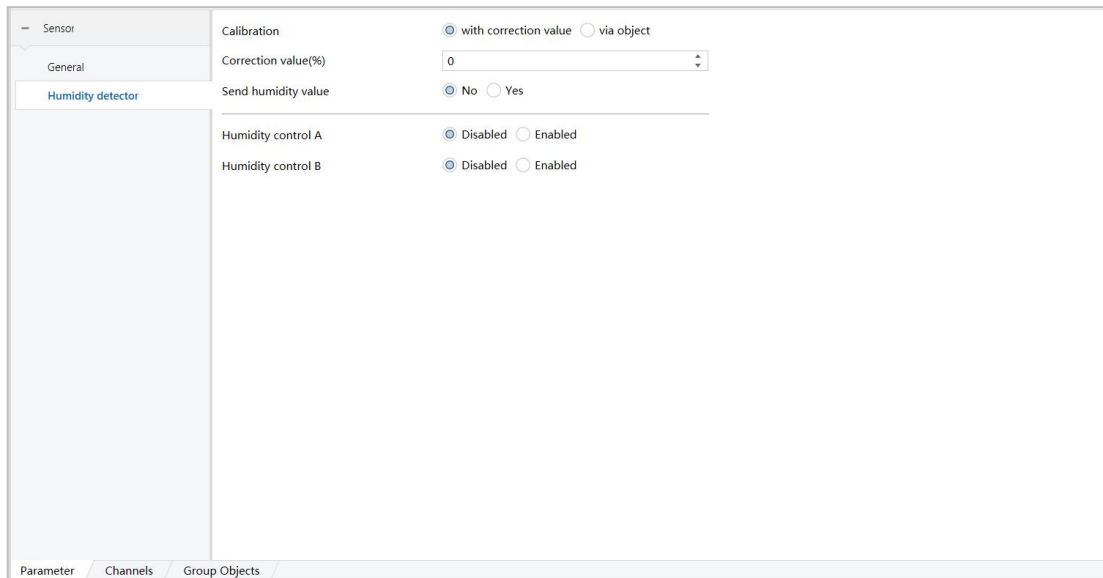 Sensor
General
Humidity detector
Calibration with correction value via object
Correction value(%) 0
Send humidity value No Yes
Humidity control A Disabled Enabled
Humidity control B Disabled Enabled
Parameter Channels Group Objects